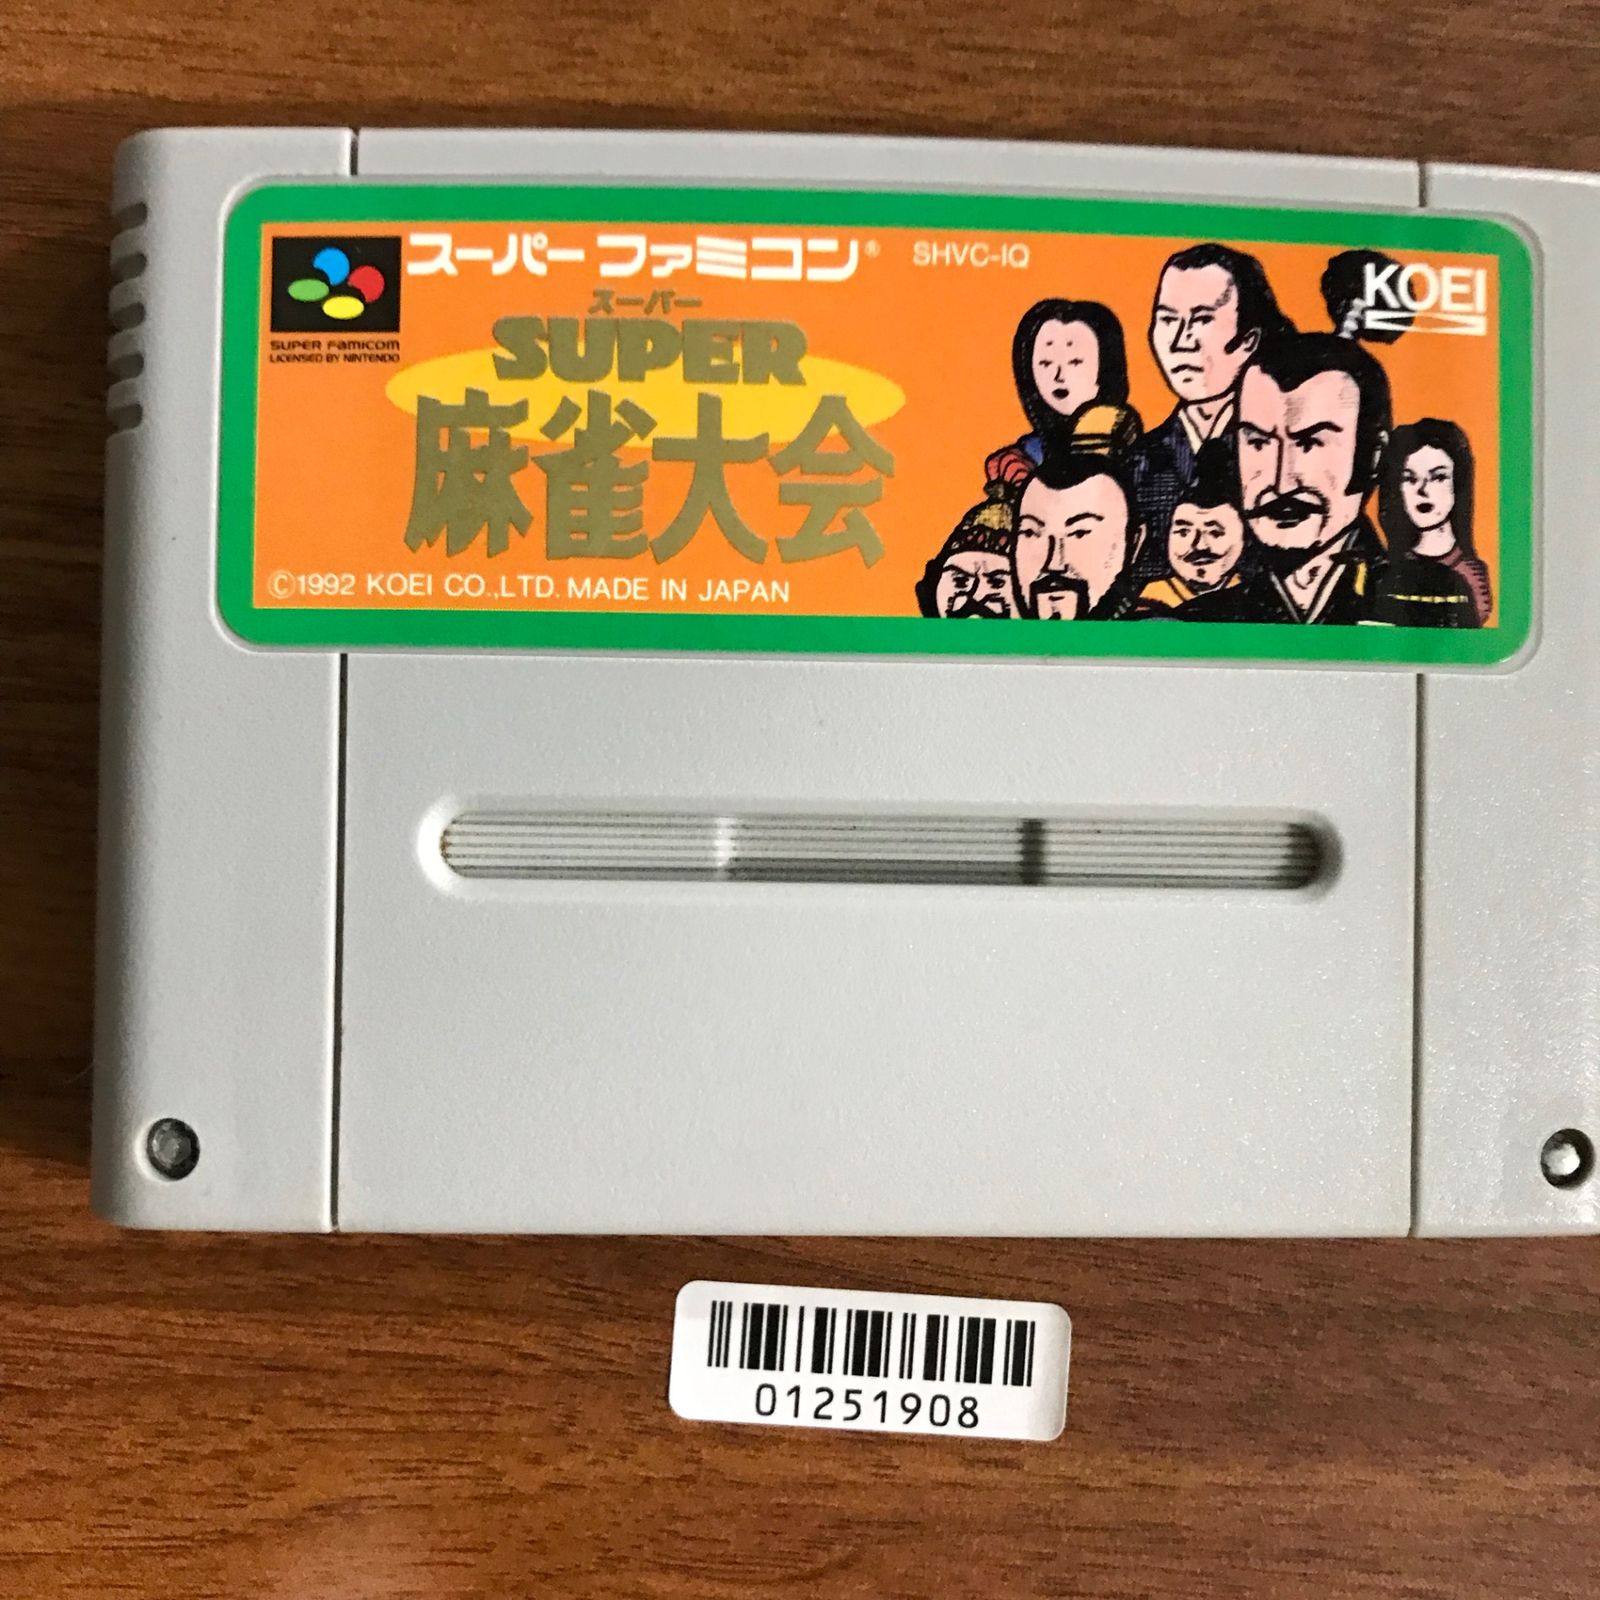 スーパーファミコン® SHVC-IQ
KOEI
SUPER FAMICOM
LICENSED BY NINTENDO
スーパー
SUPER
麻雀大会
©1992 KOEI CO.,LTD. MADE IN JAPAN
01251908